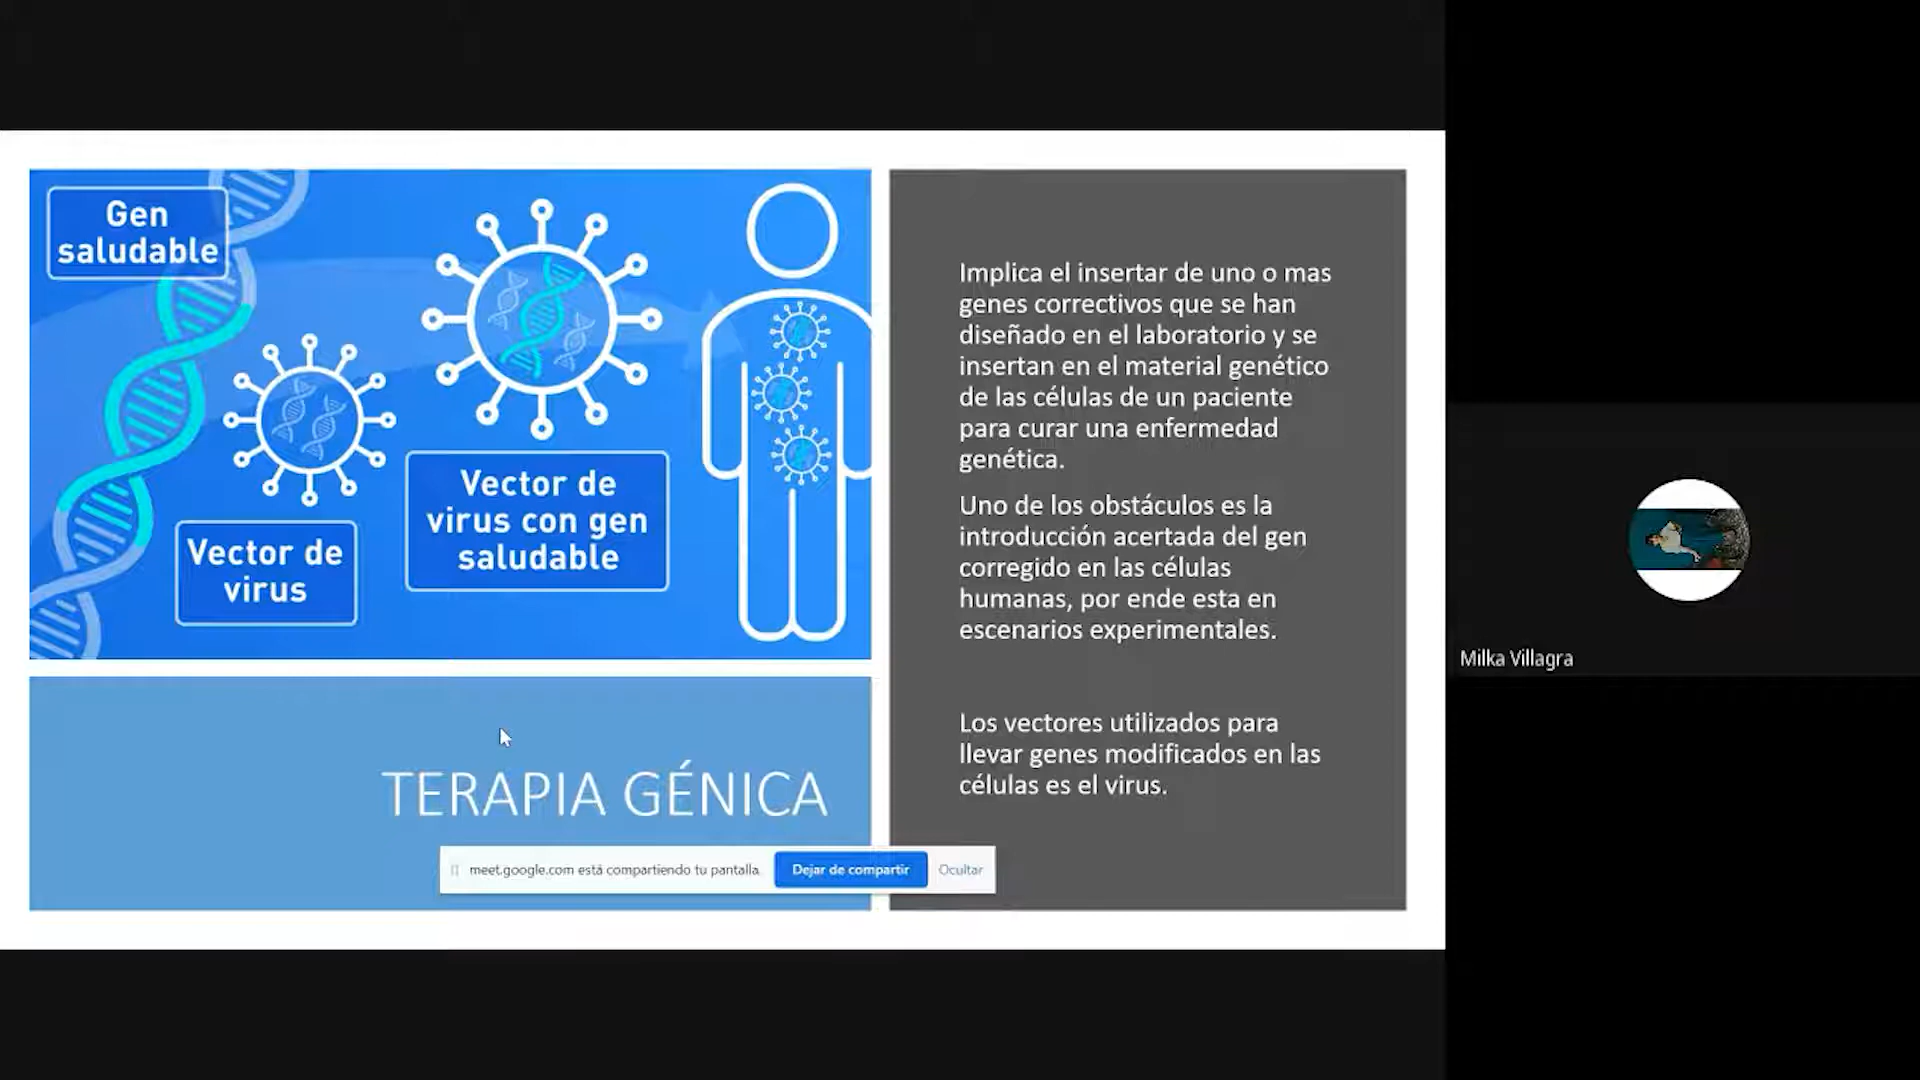 Gen
saludable
Vector de
virus
Vector de
virus con gen
saludable
TERAPIA GÉNICA
Implica el insertar de uno o mas
genes correctivos que se han
diseñado en el laboratorio y se
insertan en el material genético
de las células de un paciente
para curar una enfermedad
genética.
Uno de los obstáculos es la
introducción acertada del gen
corregido en las células
humanas, por ende esta en
escenarios experimentales.
Los vectores utilizados para
llevar genes modificados en las
células es el virus.
meet.google.com está compartiendo tu pantalla. Dejar de compartir Ocultar
Milka Villagra